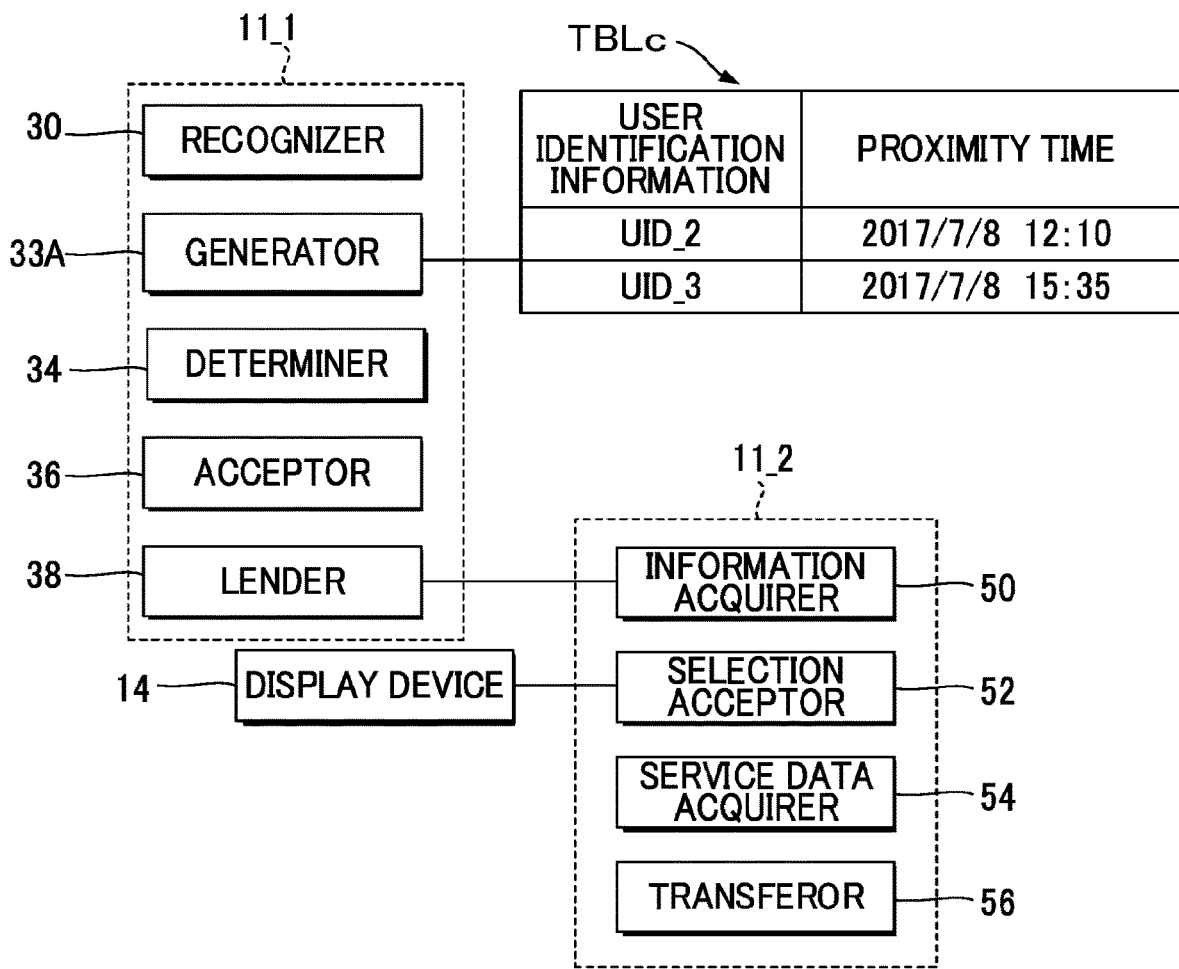 11_1
TBLc
30
RECOGNIZER
33A
GENERATOR
34
DETERMINER
36
ACCEPTOR
38
LENDER
USER
IDENTIFICATION
INFORMATION
PROXIMITY TIME
UID_2
2017/7/8 12:10
UID_3
2017/7/8 15:35
11_2
INFORMATION
ACQUIRER
50
14
DISPLAY DEVICE
SELECTION
ACCEPTOR
52
SERVICE DATA
ACQUIRER
54
TRANSFEROR
56